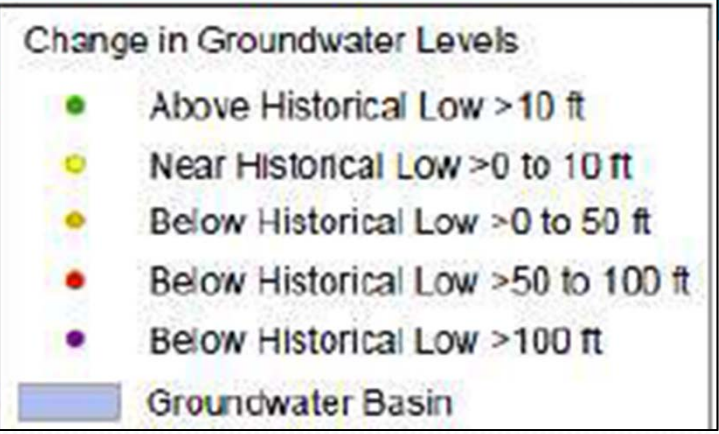 Change in Groundwater Levels
Above Historical Low >10 ft
Near Historical Low >0 to 10 ft
Below Historical Low >0 to 50 ft
Below Historical Low >50 to 100 ft
Below Historical Low >100 ft
Groundwater Basin